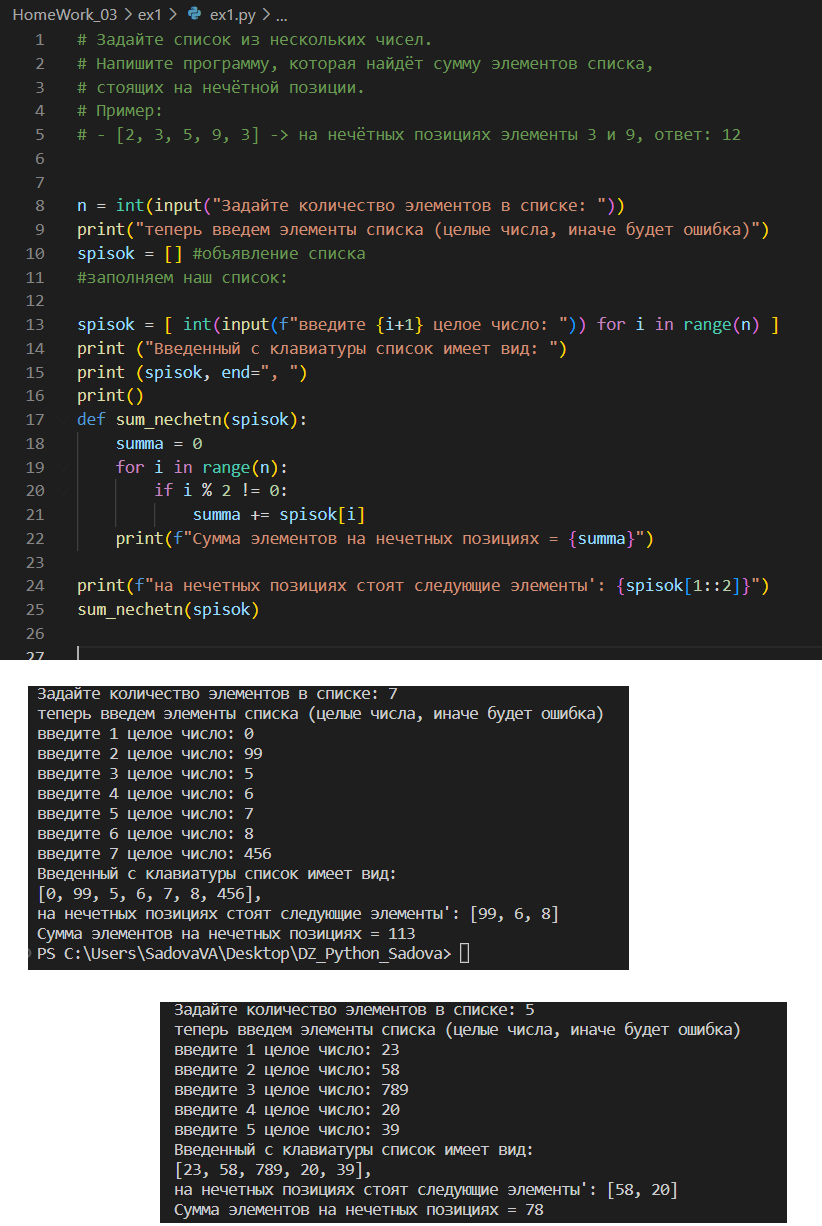 HomeWork_03 > ex1 > ex1.py > ...
1 # Задайте список из нескольких чисел.
2 # Напишите программу, которая найдёт сумму элементов списка,
3 # стоящих на нечётной позиции.
4 # Пример:
5 # - [2, 3, 5, 9, 3] -> на нечётных позициях элементы 3 и 9, ответ: 12
6
7
8 n = int(input("Задайте количество элементов в списке: "))
9 print("теперь введем элементы списка (целые числа, иначе будет ошибка)")
10 spisok = [] #объявление списка
11 #заполняем наш список:
12
13 spisok = [ int(input(f"введите {i+1} целое число: ")) for i in range(n) ]
14 print ("Введенный с клавиатуры список имеет вид: ")
15 print (spisok, end=", ")
16 print()
17 def sum_nechetn(spisok):
18     summa = 0
19     for i in range(n):
20         if i % 2 != 0:
21             summa += spisok[i]
22     print(f"Сумма элементов на нечетных позициях = {summa}")
23
24 print(f"на нечетных позициях стоят следующие элементы': {spisok[1::2]}")
25 sum_nechetn(spisok)
26
27
Задайте количество элементов в списке: 7
теперь введем элементы списка (целые числа, иначе будет ошибка)
введите 1 целое число: 0
введите 2 целое число: 99
введите 3 целое число: 5
введите 4 целое число: 6
введите 5 целое число: 7
введите 6 целое число: 8
введите 7 целое число: 456
Введенный с клавиатуры список имеет вид:
[0, 99, 5, 6, 7, 8, 456],
на нечетных позициях стоят следующие элементы': [99, 6, 8]
Сумма элементов на нечетных позициях = 113
PS C:\Users\SadovaVA\Desktop\DZ_Python_Sadova>
Задайте количество элементов в списке: 5
теперь введем элементы списка (целые числа, иначе будет ошибка)
введите 1 целое число: 23
введите 2 целое число: 58
введите 3 целое число: 789
введите 4 целое число: 20
введите 5 целое число: 39
Введенный с клавиатуры список имеет вид:
[23, 58, 789, 20, 39],
на нечетных позициях стоят следующие элементы': [58, 20]
Сумма элементов на нечетных позициях = 78